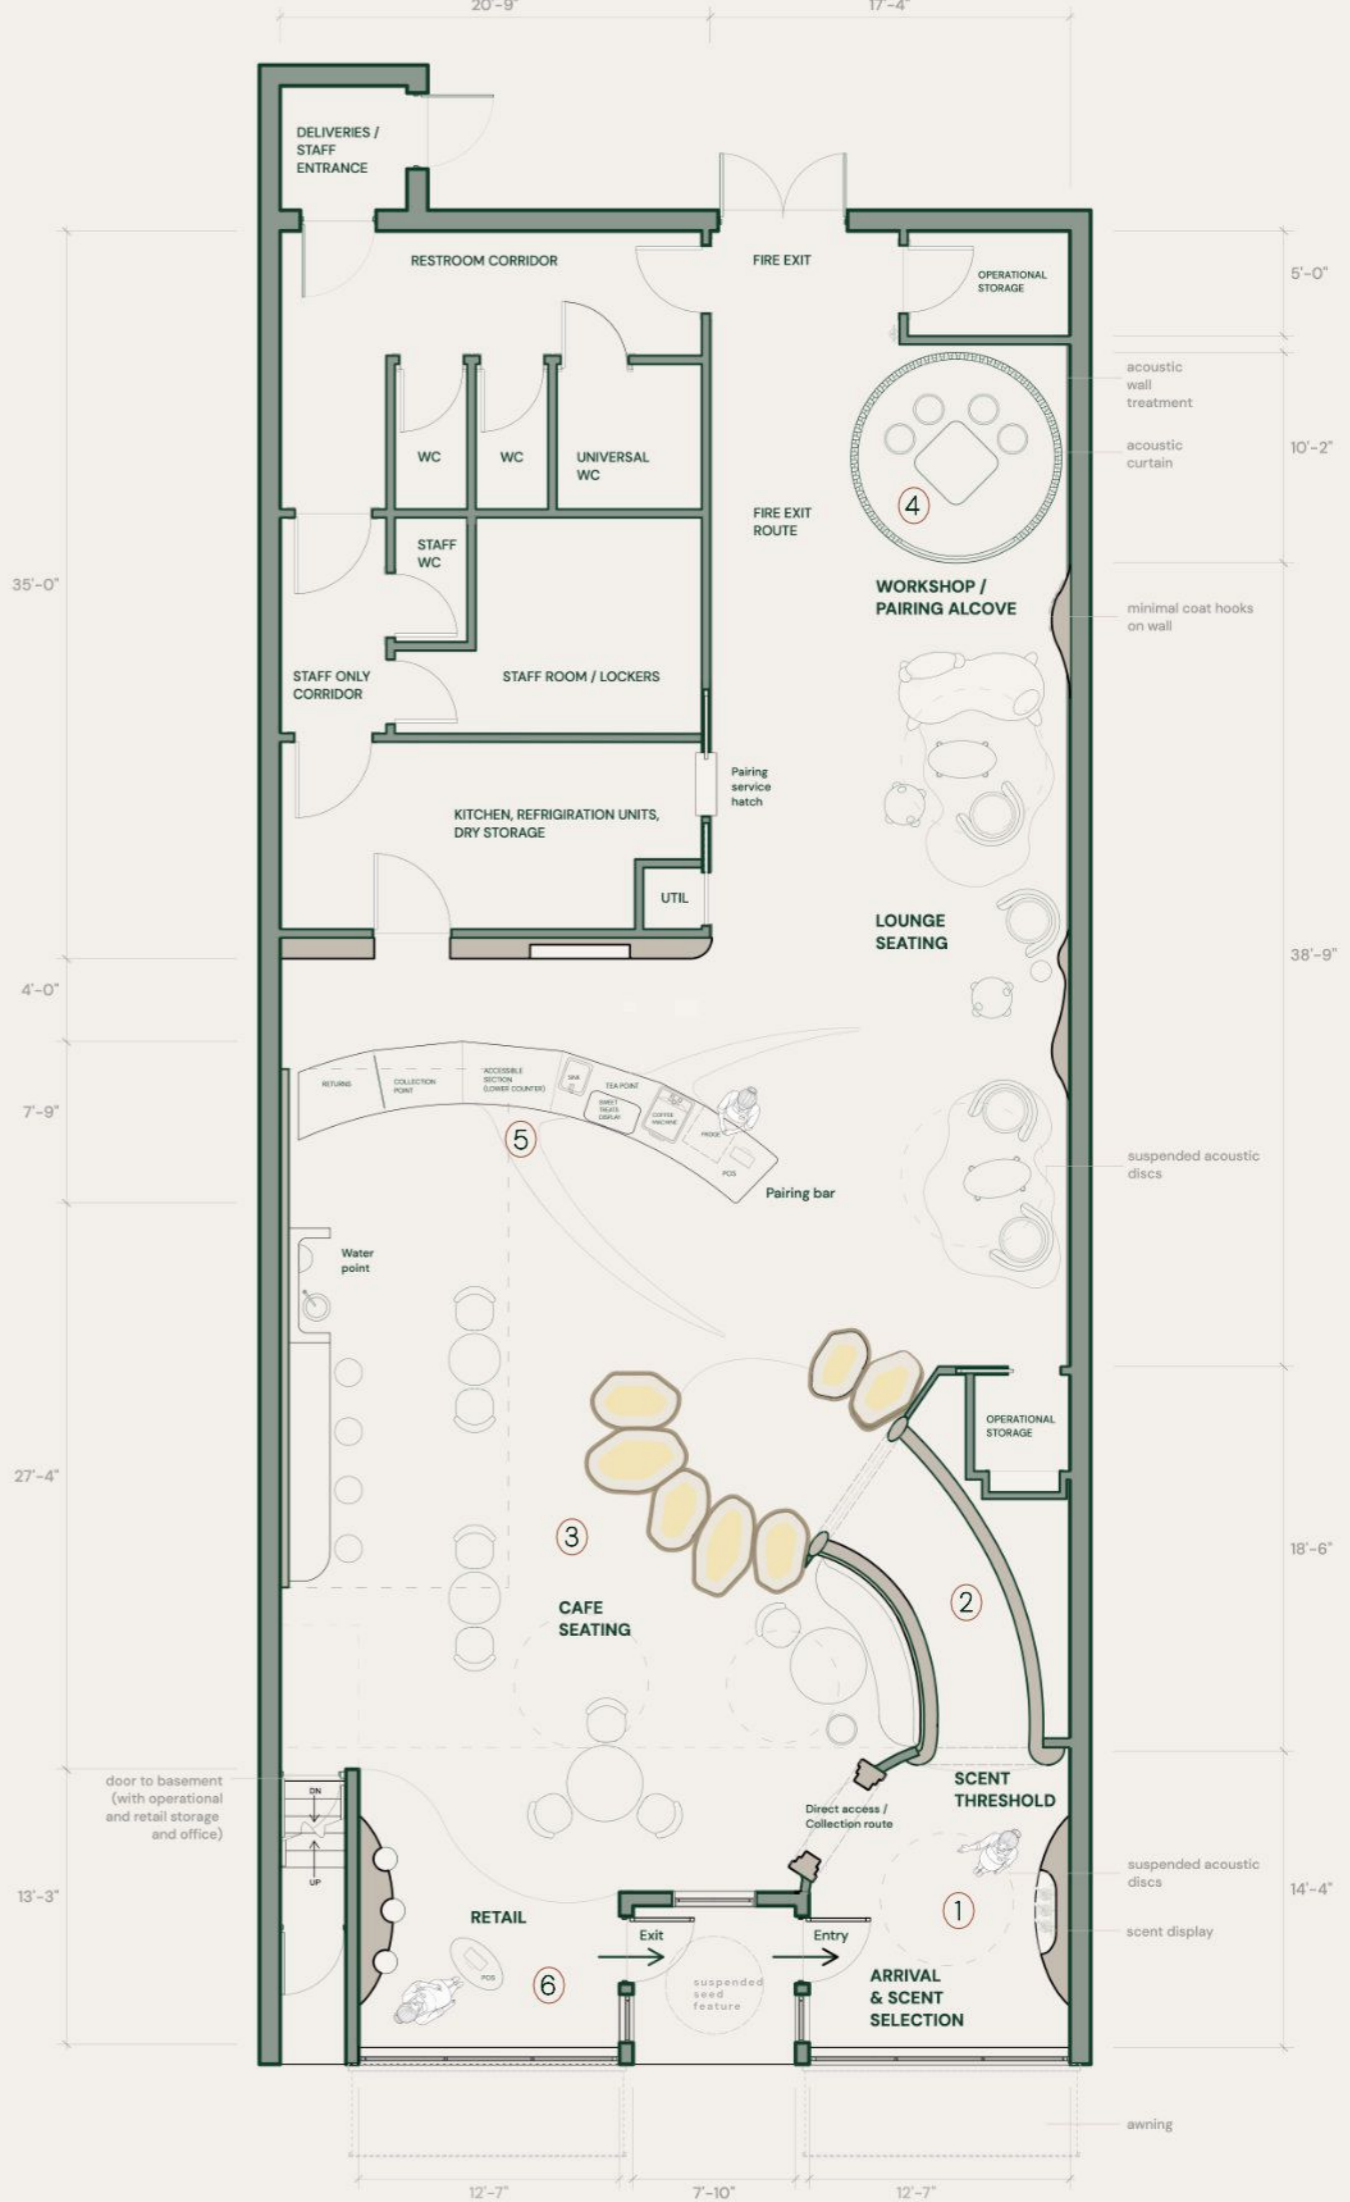 20'-9"
17'-4"
DELIVERIES /
STAFF
ENTRANCE
RESTROOM CORRIDOR
FIRE EXIT
OPERATIONAL
STORAGE
5'-0"
acoustic
wall
treatment
acoustic
curtain
10'-2"
WC
WC
UNIVERSAL
WC
4
FIRE EXIT
ROUTE
STAFF
WC
35'-0"
WORKSHOP /
PAIRING ALCOVE
minimal coat hooks
on wall
STAFF ONLY
CORRIDOR
STAFF ROOM / LOCKERS
Pairing
service
hatch
KITCHEN, REFRIGIRATION UNITS,
DRY STORAGE
UTIL
LOUNGE
SEATING
38'-9"
4'-0"
RETURNS
COLLECTION
POINT
ACCESSIBLE
SECTION
(LOWER COUNTER)
SINK
TEA POINT
SWEET
TREATS
DISPLAY
COFFEE
MACHINE
FRIDGE
POS
7'-9"
5
Pairing bar
suspended acoustic
discs
Water
point
OPERATIONAL
STORAGE
27'-4"
3
18'-6"
2
CAFE
SEATING
door to basement
(with operational
and retail storage
and office)
DN
UP
SCENT
THRESHOLD
Direct access /
Collection route
suspended acoustic
discs
13'-3"
14'-4"
1
RETAIL
scent display
Exit
Entry
POS
6
suspended
seed
feature
ARRIVAL
& SCENT
SELECTION
awning
12'-7"
7'-10"
12'-7"